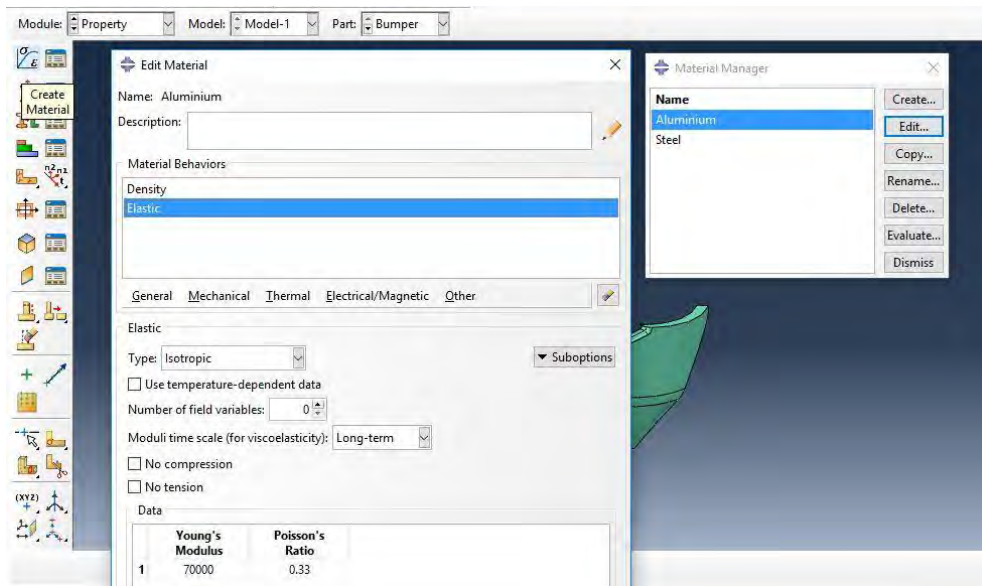 Module: Property Model: Model-1 Part: Bumper
Create
Material
n2 n1
t
(XYZ)
Edit Material
Name: Aluminium
Description:
Material Behaviors
Density
Elastic
General Mechanical Thermal Electrical/Magnetic Other
Elastic
Type: Isotropic Suboptions
Use temperature-dependent data
Number of field variables: 0
Moduli time scale (for viscoelasticity): Long-term
No compression
No tension
Data
Young's Poisson's
Modulus Ratio
1 70000 0.33
Material Manager
Name
Aluminium
Steel
Create...
Edit...
Copy...
Rename...
Delete...
Evaluate...
Dismiss